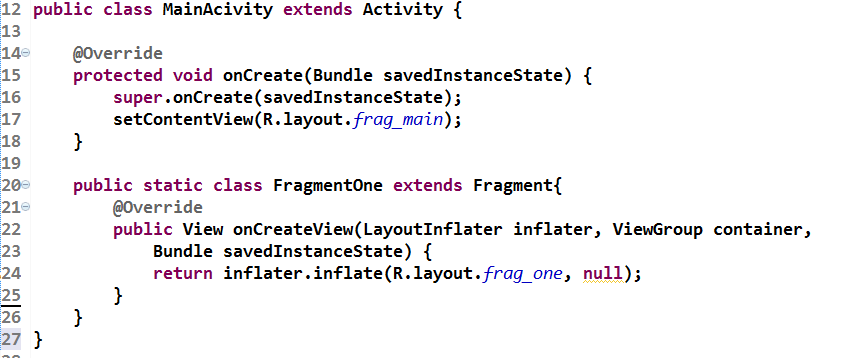 12 public class MainAcivity extends Activity {
13
14 @Override
15 protected void onCreate(Bundle savedInstanceState) {
16 super.onCreate(savedInstanceState);
17 setContentView(R.layout.frag_main);
18 }
19
20 public static class FragmentOne extends Fragment{
21 @Override
22 public View onCreateView(LayoutInflater inflater, ViewGroup container,
23 Bundle savedInstanceState) {
24 return inflater.inflate(R.layout.frag_one, null);
25 }
26 }
27 }